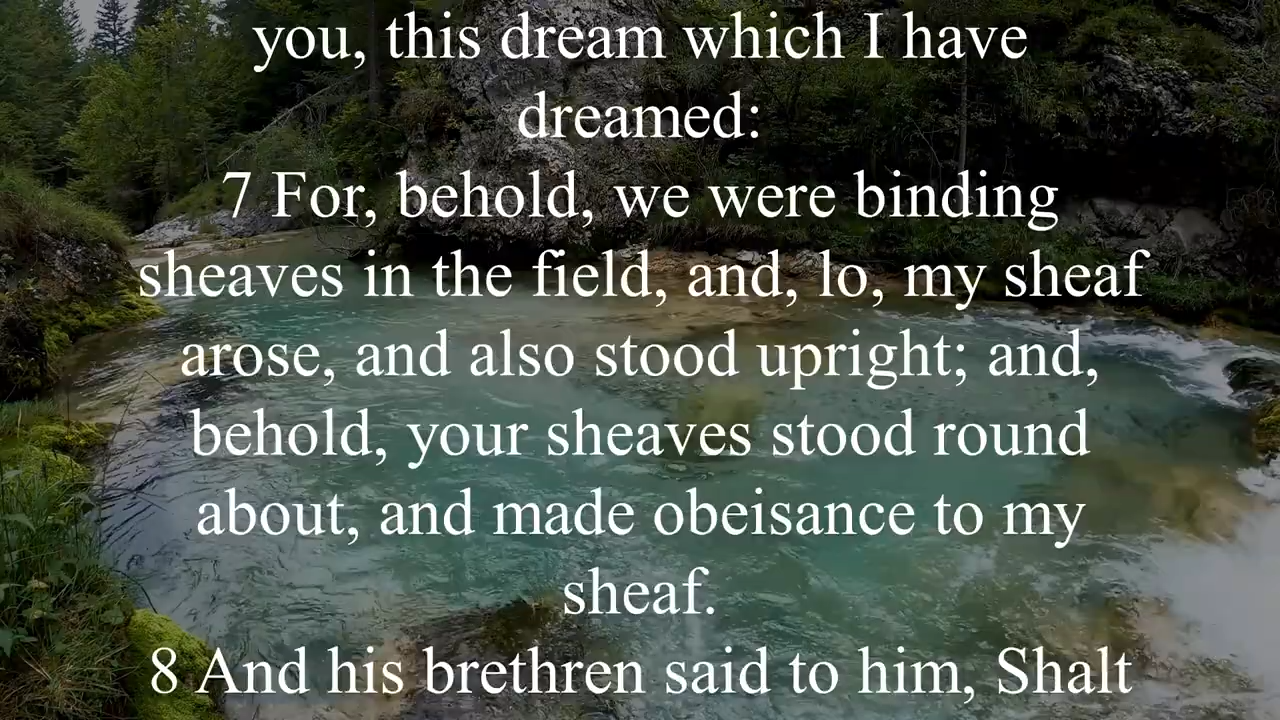 you, this dream which I have
dreamed:
7 For, behold, we were binding
sheaves in the field, and, lo, my sheaf
arose, and also stood upright; and,
behold, your sheaves stood round
about, and made obeisance to my
sheaf.
8 And his brethren said to him, Shalt